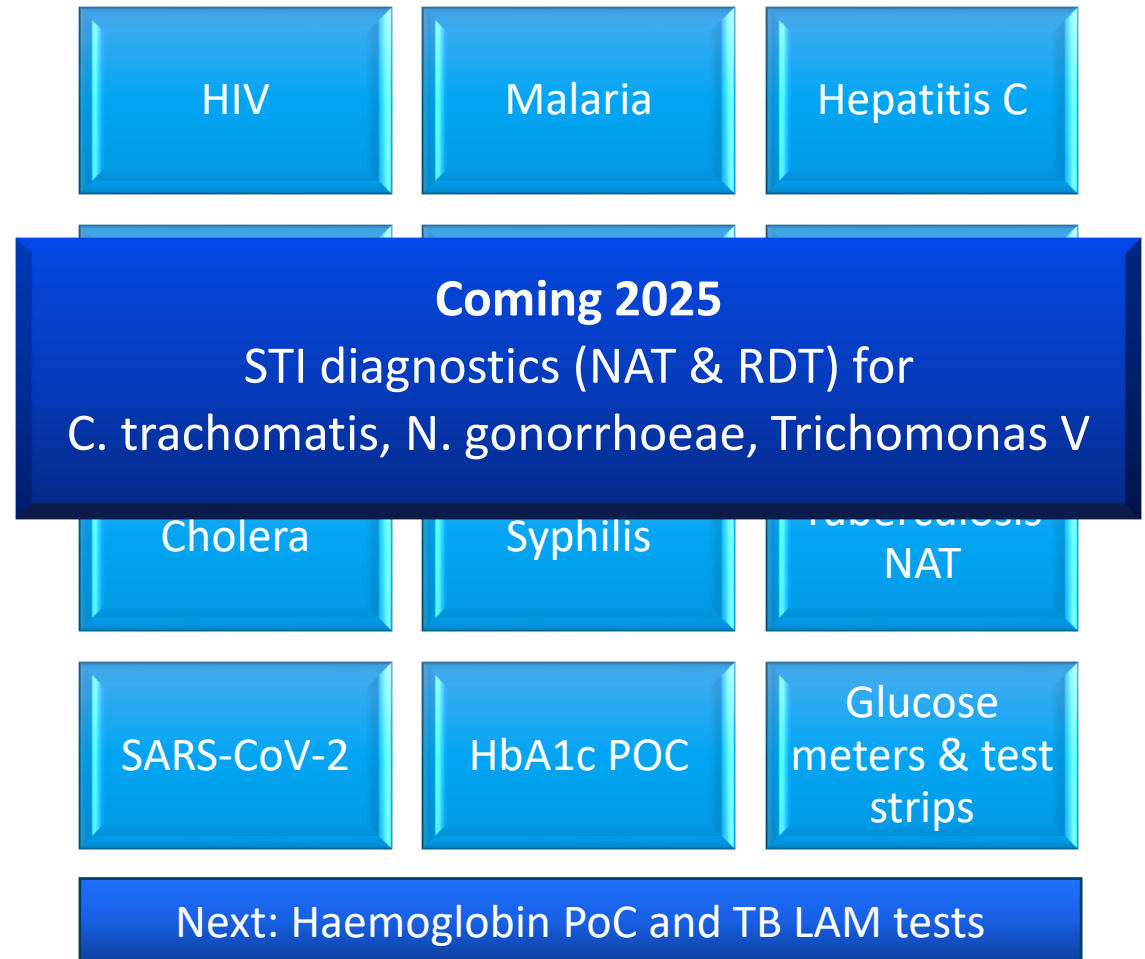 HIV
Malaria
Hepatitis C
Coming 2025
STI diagnostics (NAT & RDT) for
C. trachomatis, N. gonorrhoeae, Trichomonas V
Cholera
Syphilis
Tuberculosis
NAT
SARS-CoV-2
HbA1c POC
Glucose
meters & test
strips
Next: Haemoglobin PoC and TB LAM tests